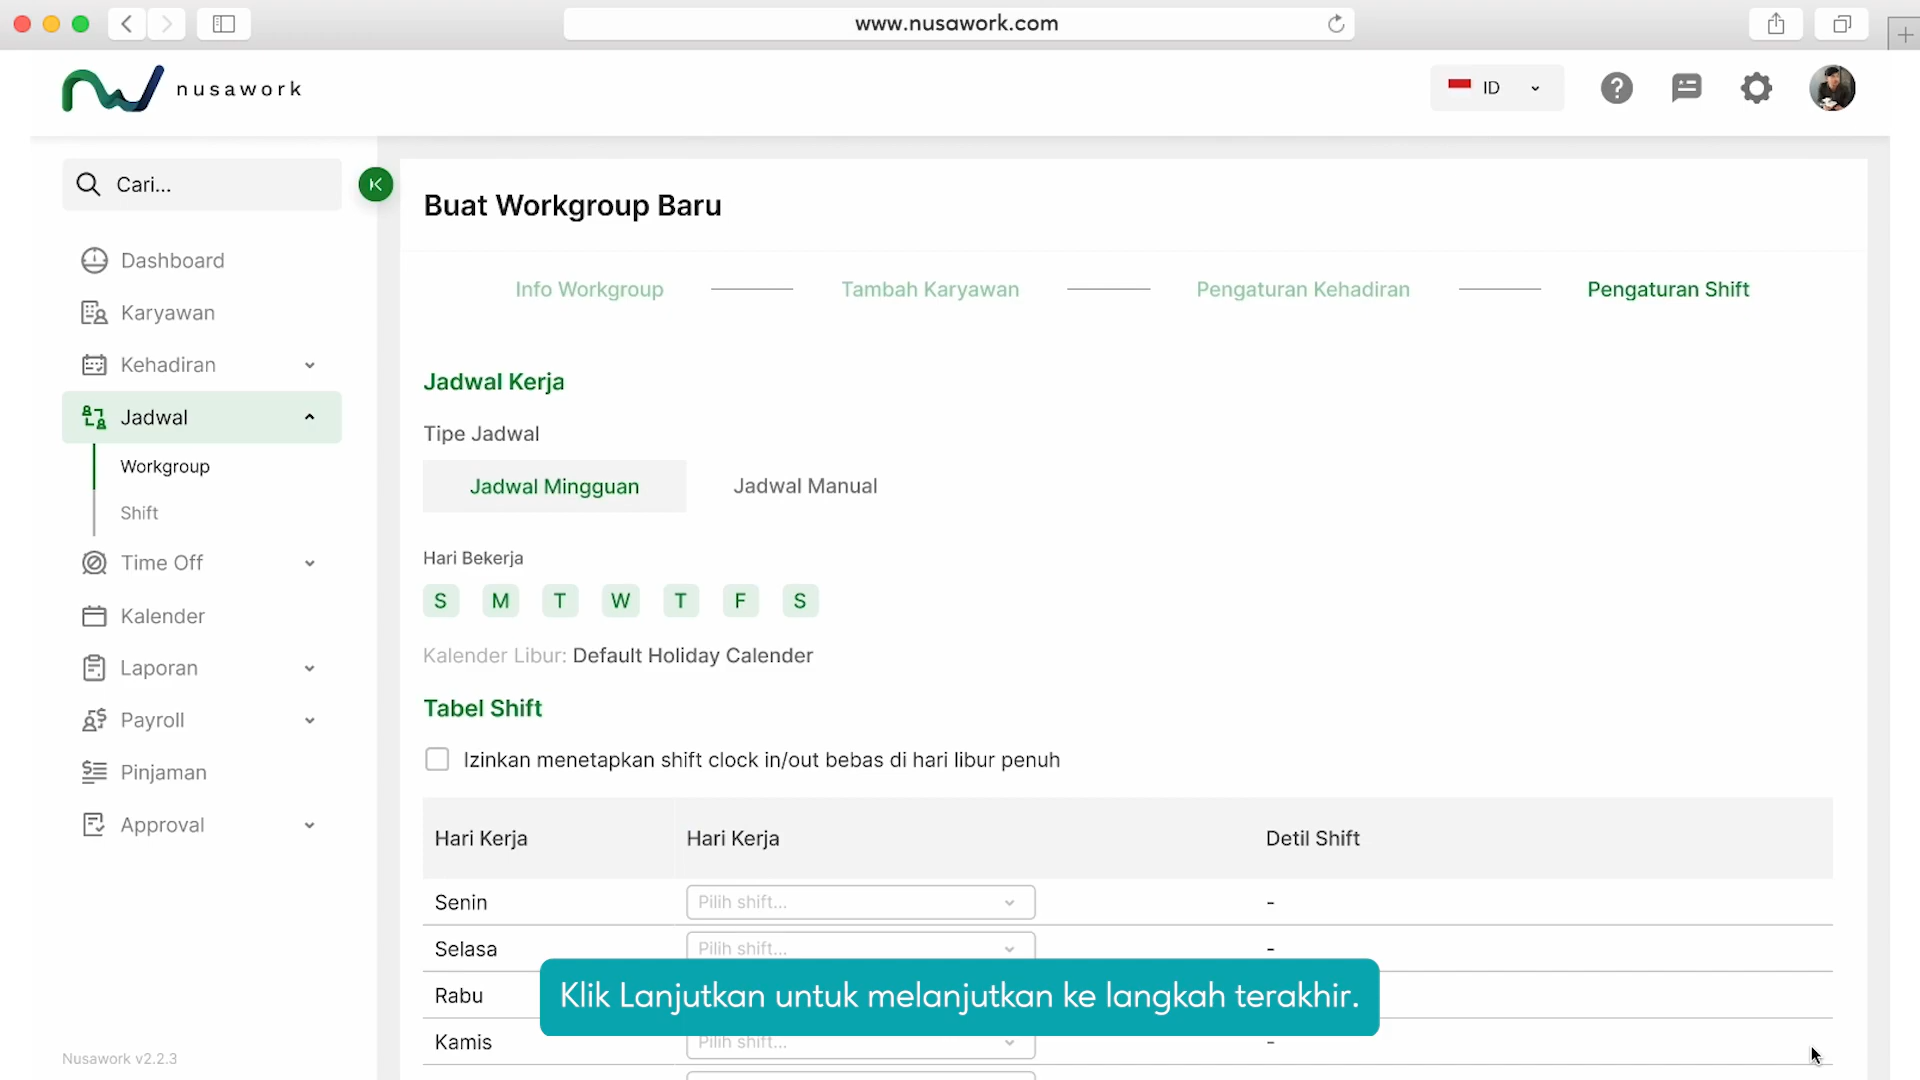 www.nusawork.com
nusawork
ID
Cari...
Dashboard
Karyawan
Kehadiran
Jadwal
Workgroup
Shift
Time Off
Kalender
Laporan
Payroll
Pinjaman
Approval
Nusawork v2.2.3
Buat Workgroup Baru
Info Workgroup
Tambah Karyawan
Pengaturan Kehadiran
Pengaturan Shift
Jadwal Kerja
Tipe Jadwal
Jadwal Mingguan
Jadwal Manual
Hari Bekerja
S M T W T F S
Kalender Libur: Default Holiday Calender
Tabel Shift
Izinkan menetapkan shift clock in/out bebas di hari libur penuh
Hari Kerja Hari Kerja Detil Shift
Senin Pilih shift... -
Selasa Pilih shift... -
Rabu
Klik Lanjutkan untuk melanjutkan ke langkah terakhir.
Kamis Pilih shift... -